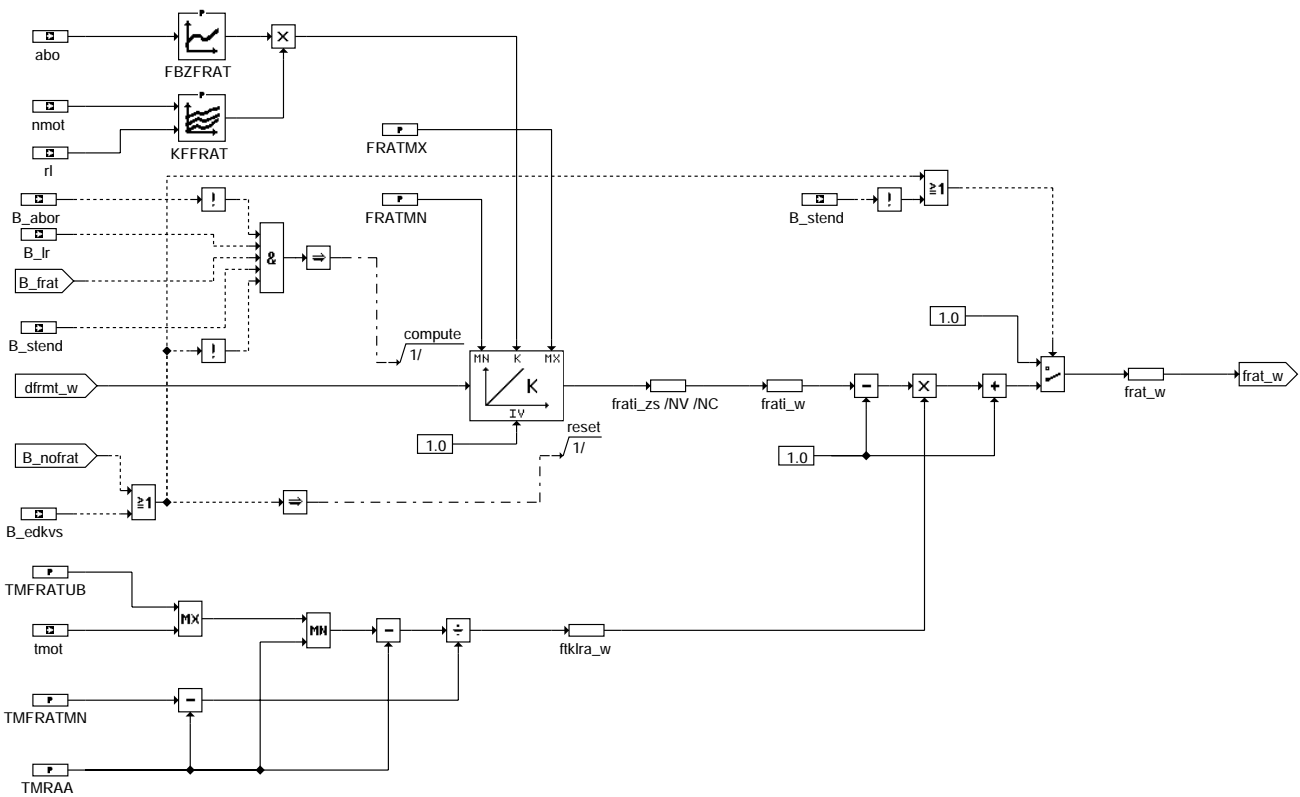 P
abo
FBZFRAT
P
nmot
rl
KFFRAT
P
FRATMX
P
FRATMN
B_abor
!
B_lr
B_frat
&
B_stend
!
B_stend
!
≥1
compute
1/
dfrmt_w
MN K MX
K
IV
1.0
frati_zs /NV /NC
frati_w
1.0
1.0
frat_w
frat_w
reset
1/
B_nofrat
≥1
B_edkvs
P
TMFRATUB
MX
tmot
MN
ftklra_w
P
TMFRATMN
P
TMRAA